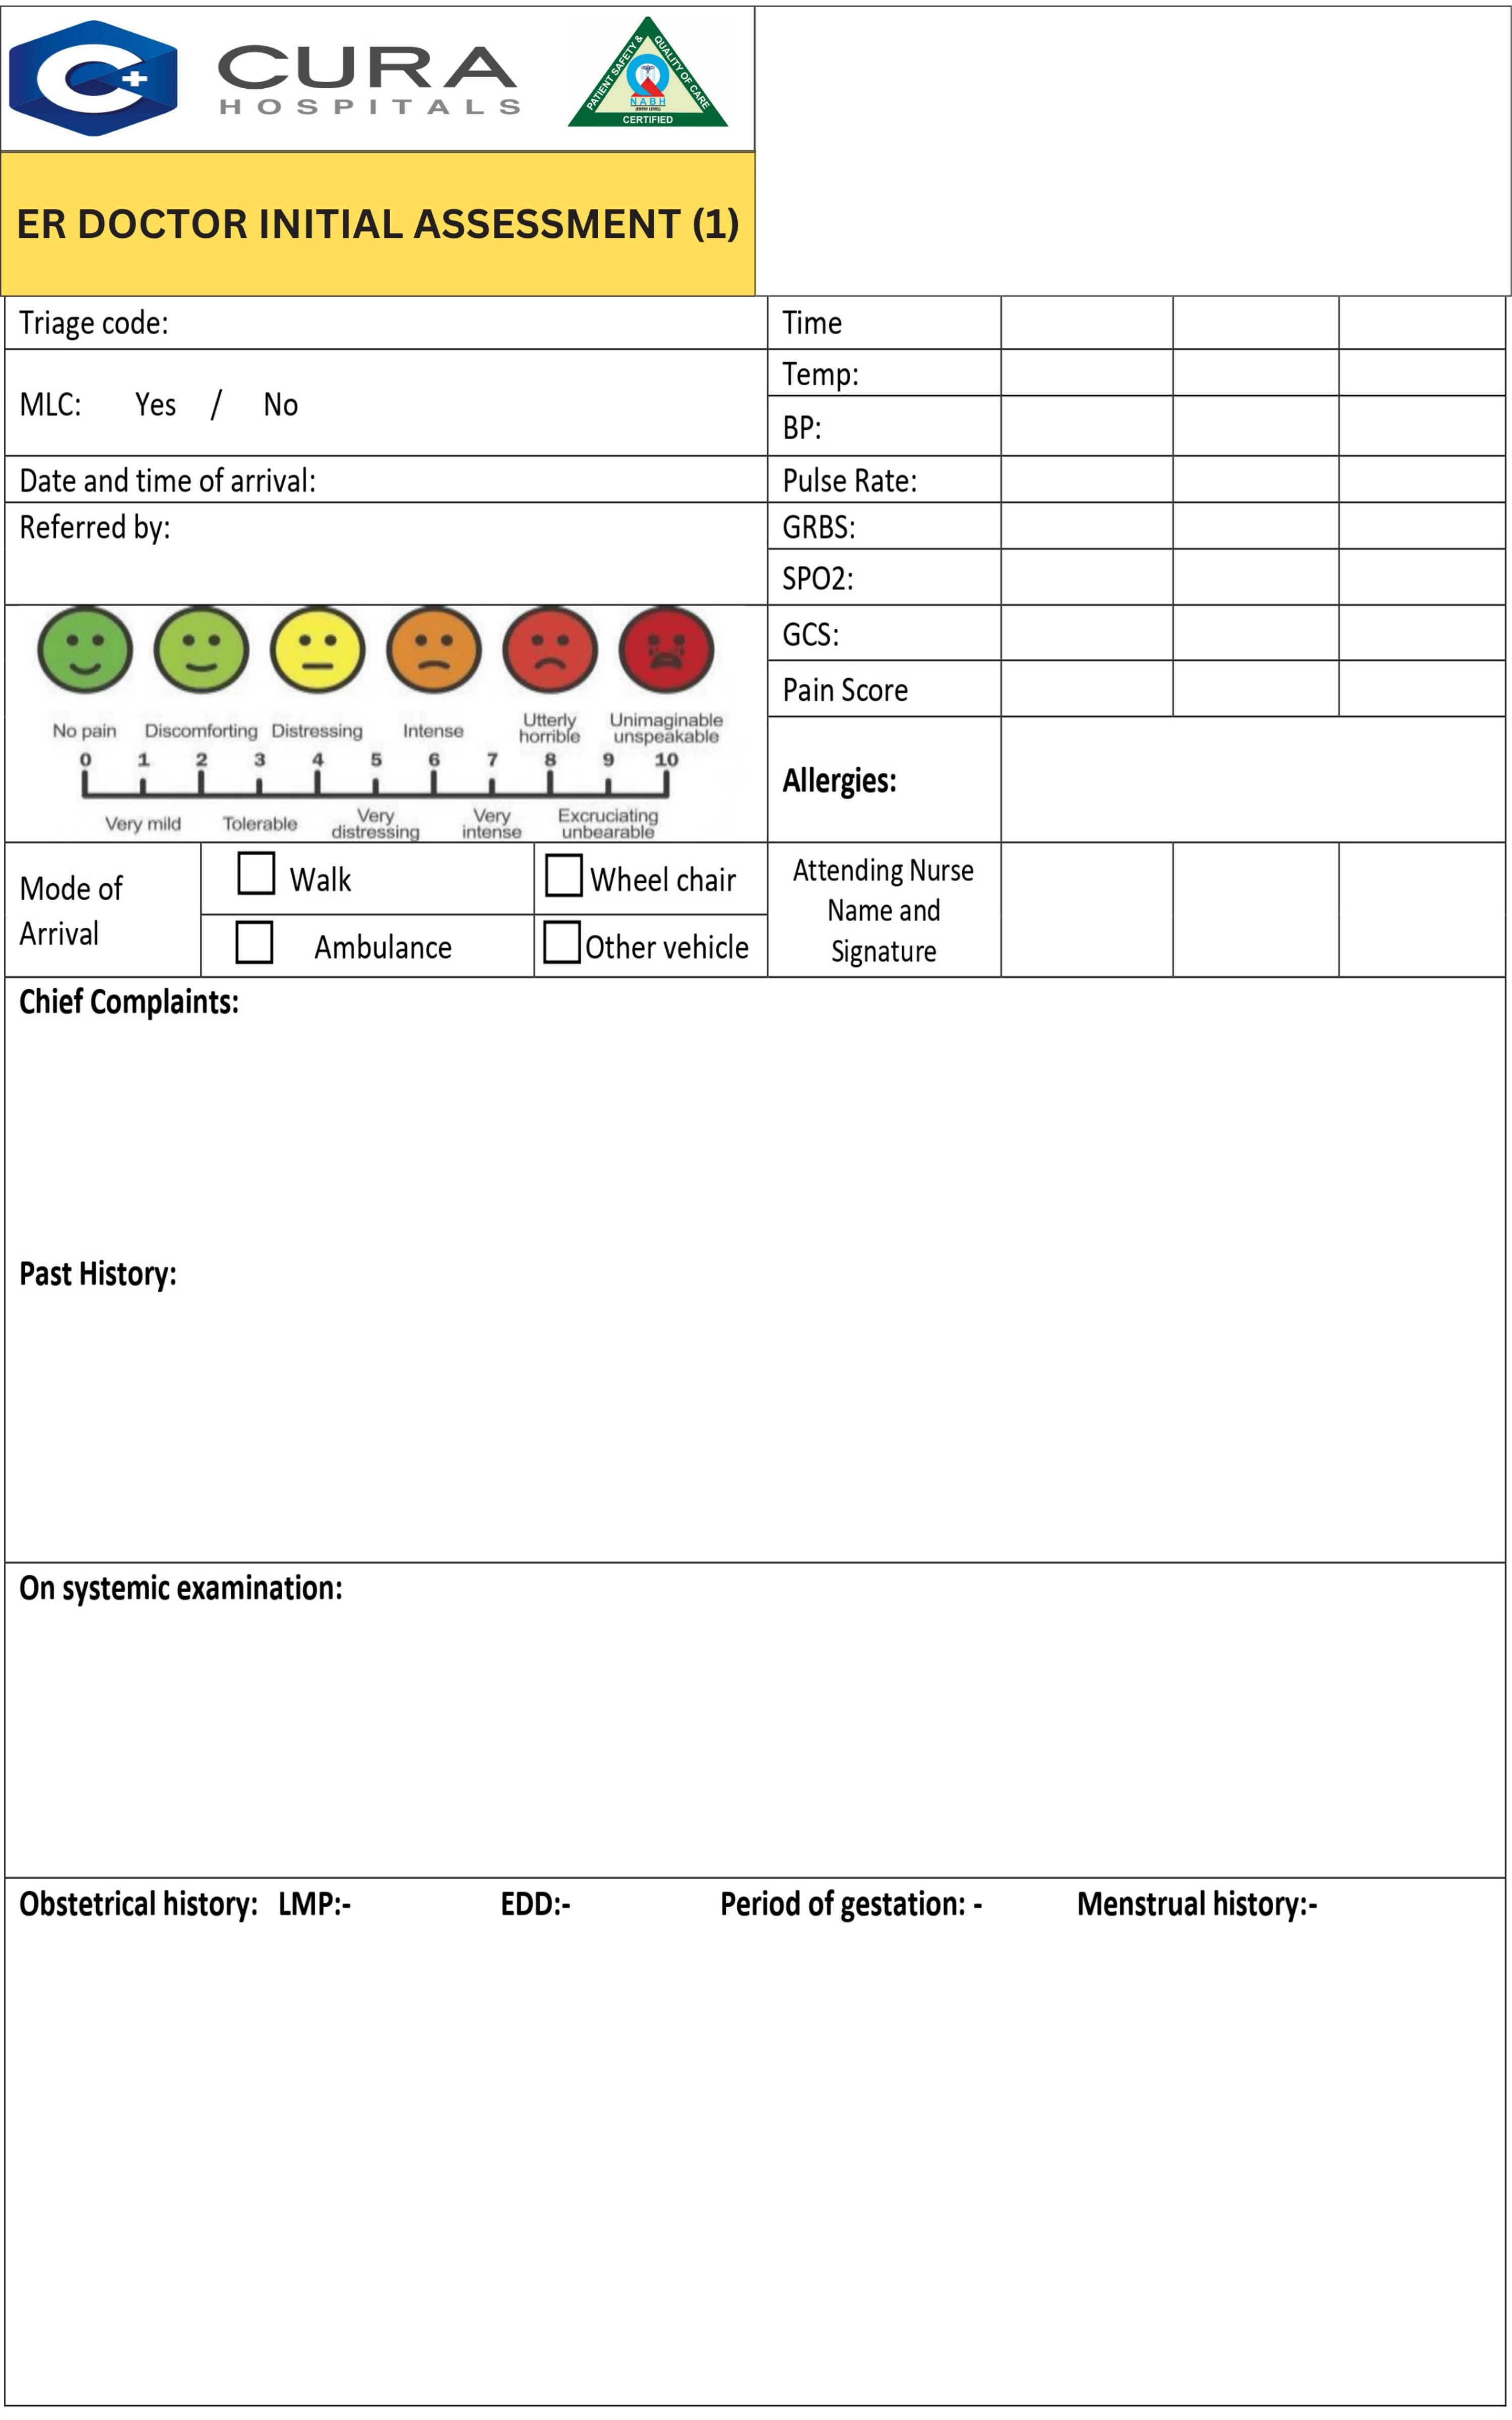 C+
CURA
HOSPITALS
PATIENT SAFETY & QUALITY OF CARE
NABH
(ENTRY LEVEL)
CERTIFIED
ER DOCTOR INITIAL ASSESSMENT (1)
Triage code:
MLC: Yes / No
Date and time of arrival:
Referred by:
No pain Discomforting Distressing Intense Utterly horrible Unimaginable unspeakable
0 1 2 3 4 5 6 7 8 9 10
Very mild Tolerable Very distressing Very intense Excruciating unbearable
Time
Temp:
BP:
Pulse Rate:
GRBS:
SPO2:
GCS:
Pain Score
Allergies:
Mode of
Arrival
Walk
Wheel chair
Ambulance
Other vehicle
Attending Nurse
Name and
Signature
Chief Complaints:
Past History:
On systemic examination:
Obstetrical history: LMP:- EDD:- Period of gestation: - Menstrual history:-